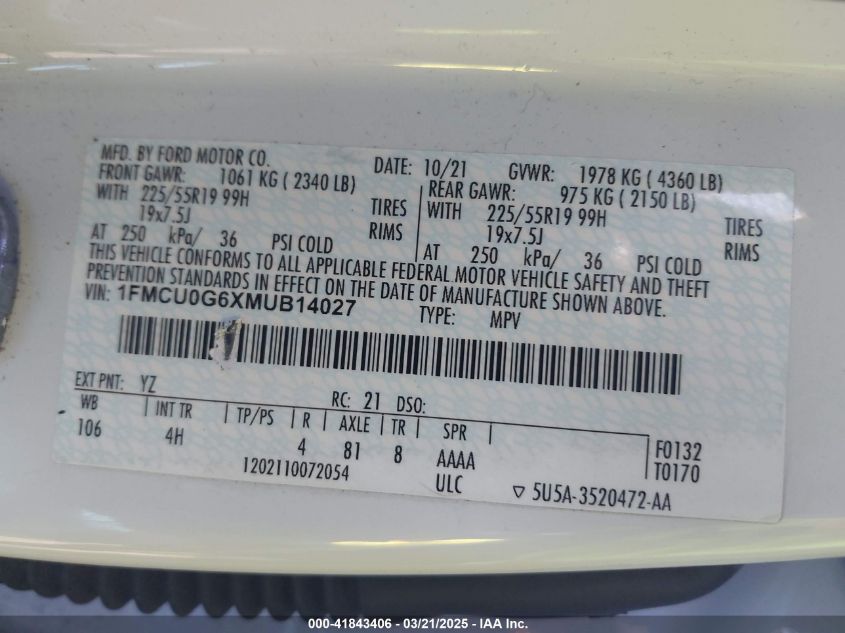 MFD. BY FORD MOTOR CO. DATE: 10/21 GVWR: 1978 KG ( 4360 LB)
FRONT GAWR: 1061 KG ( 2340 LB) REAR GAWR: 975 KG ( 2150 LB)
WITH 225/55R19 99H TIRES WITH 225/55R19 99H TIRES
19x7.5J RIMS 19x7.5J RIMS
AT 250 kPa/ 36 PSI COLD AT 250 kPa/ 36 PSI COLD
THIS VEHICLE CONFORMS TO ALL APPLICABLE FEDERAL MOTOR VEHICLE SAFETY AND THEFT
PREVENTION STANDARDS IN EFFECT ON THE DATE OF MANUFACTURE SHOWN ABOVE.
VIN: 1FMCU0G6XMUB14027 TYPE: MPV
EXT PNT: YZ RC: 21 DSO:
WB INT TR TP/PS R AXLE TR SPR
106 4H 4 81 8 AAAA F0132
1202110072054 ULC T0170
▽ 5U5A-3520472-AA
000-41843406 - 03/21/2025 - IAA Inc.